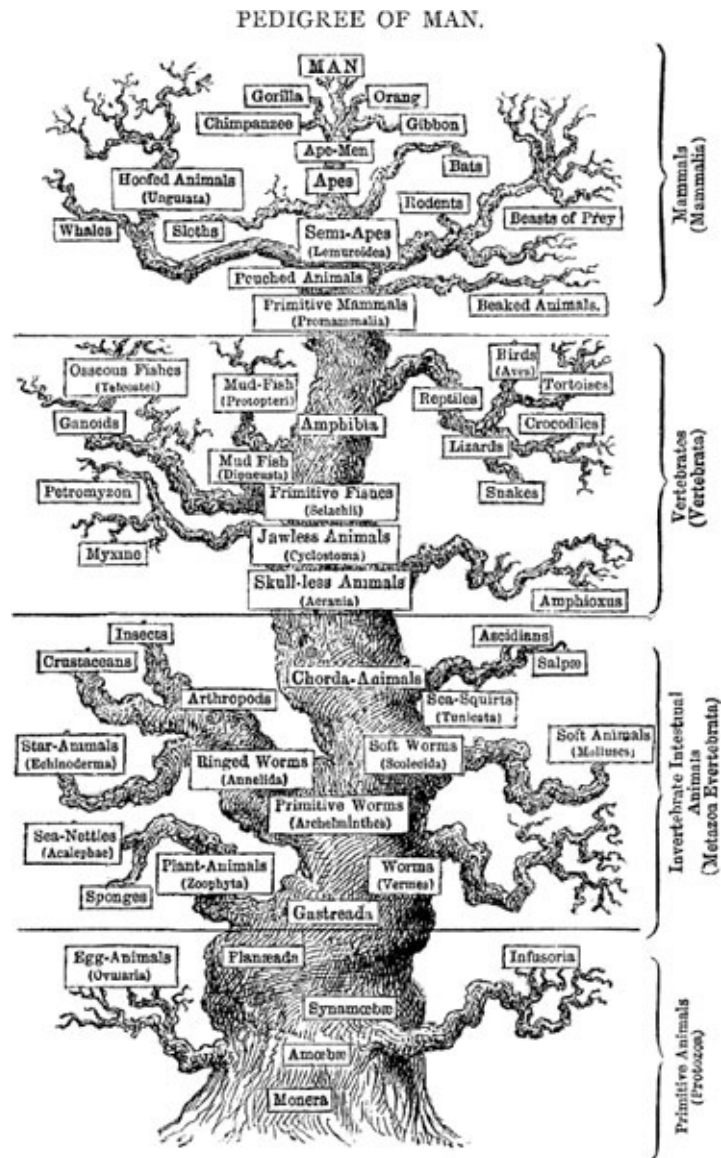 PEDIGREE OF MAN.
MAN
Gorilla
Orang
Chimpanzee
Gibbon
Ape-Men
Bats
Hoofed Animals
(Ungulata)
Apes
Rodents
Whales
Sloths
Semi-Apes
(Lemuroidea)
Beasts of Prey
Pouched Animals
Primitive Mammals
(Promammalia)
Beaked Animals.
Mammals
(Mammalia)
Osseous Fishes
(Teleostei)
Mud-Fish
(Protopteri)
Birds
(Aves)
Tortoises
Reptiles
Ganoids
Amphibia
Crocodiles
Lizards
Mud Fish
(Dipneusta)
Snakes
Petromyzon
Primitive Fishes
(Selachii)
Myxine
Jawless Animals
(Cyclostoma)
Skull-less Animals
(Acrania)
Amphioxus
Vertebrates
(Vertebrata)
Insects
Ascidians
Crustaceans
Salpæ
Chorda-Animals
Arthropods
Sea-Squirts
(Tunicata)
Star-Animals
(Echinoderma)
Ringed Worms
(Annelida)
Soft Worms
(Scolecida)
Soft Animals
(Molluscs)
Primitive Worms
(Archelminthes)
Sea-Nettles
(Acalephae)
Plant-Animals
(Zoophyta)
Worms
(Vermes)
Sponges
Gastreada
Invertebrate Intestinal
Animals
(Metazoa Evertebrata)
Egg-Animals
(Ovularia)
Planæada
Infusoria
Synamœbæ
Amœbæ
Monera
Primitive Animals
(Protozoa)